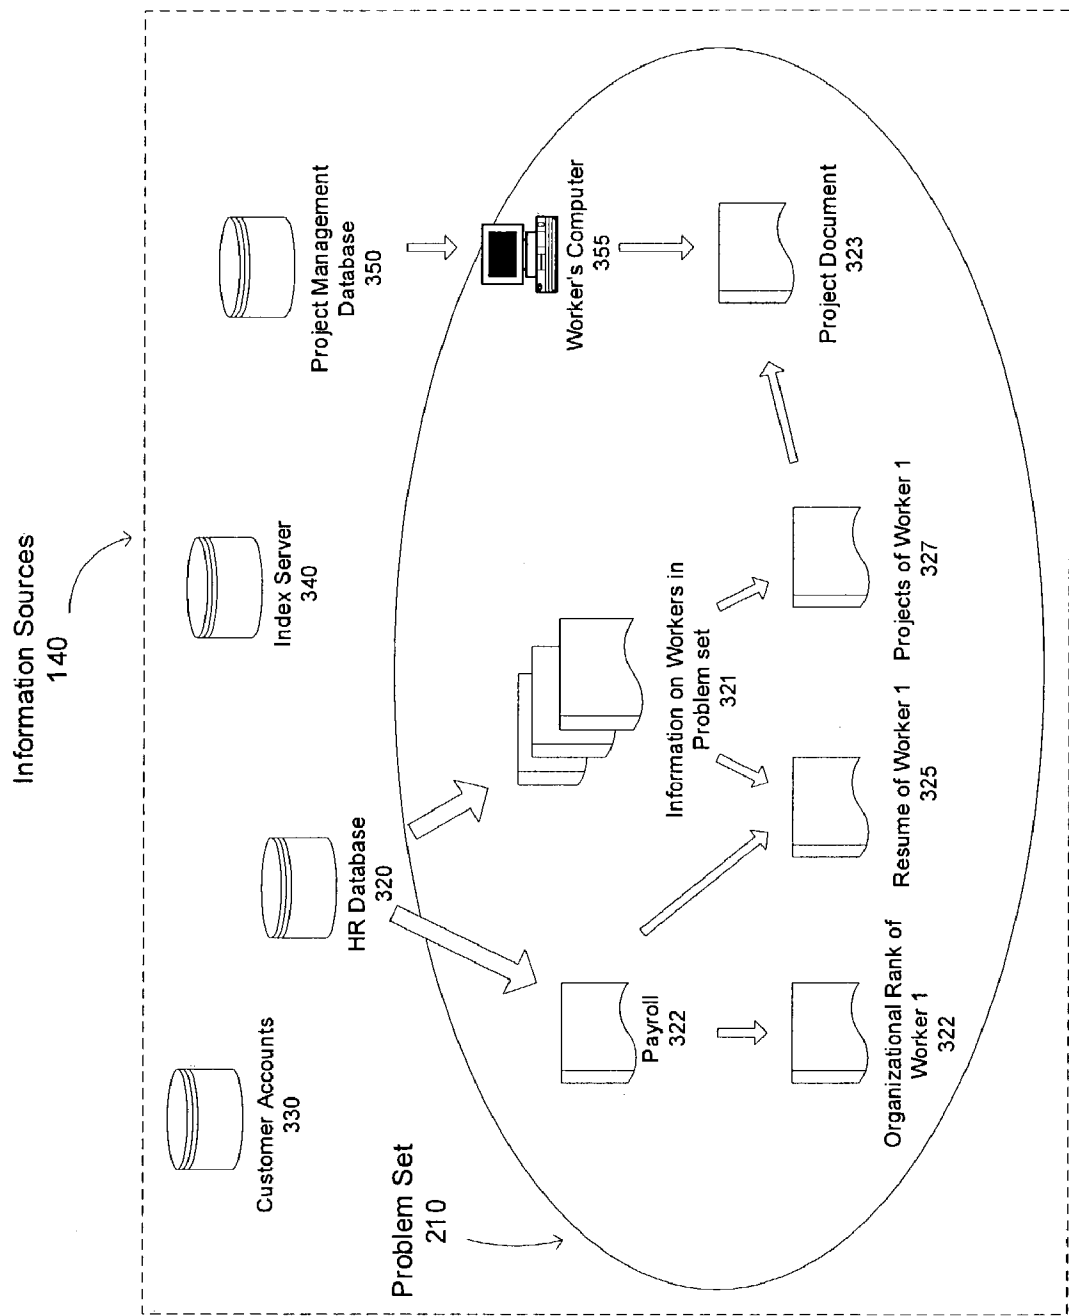 Information Sources
140
Customer Accounts
330
HR Database
320
Index Server
340
Project Management
Database
350
Problem Set
210
Payroll
322
Information on Workers in
Problem set
321
Worker's Computer
355
Organizational Rank of
Worker 1
322
Resume of Worker 1
325
Projects of Worker 1
327
Project Document
323